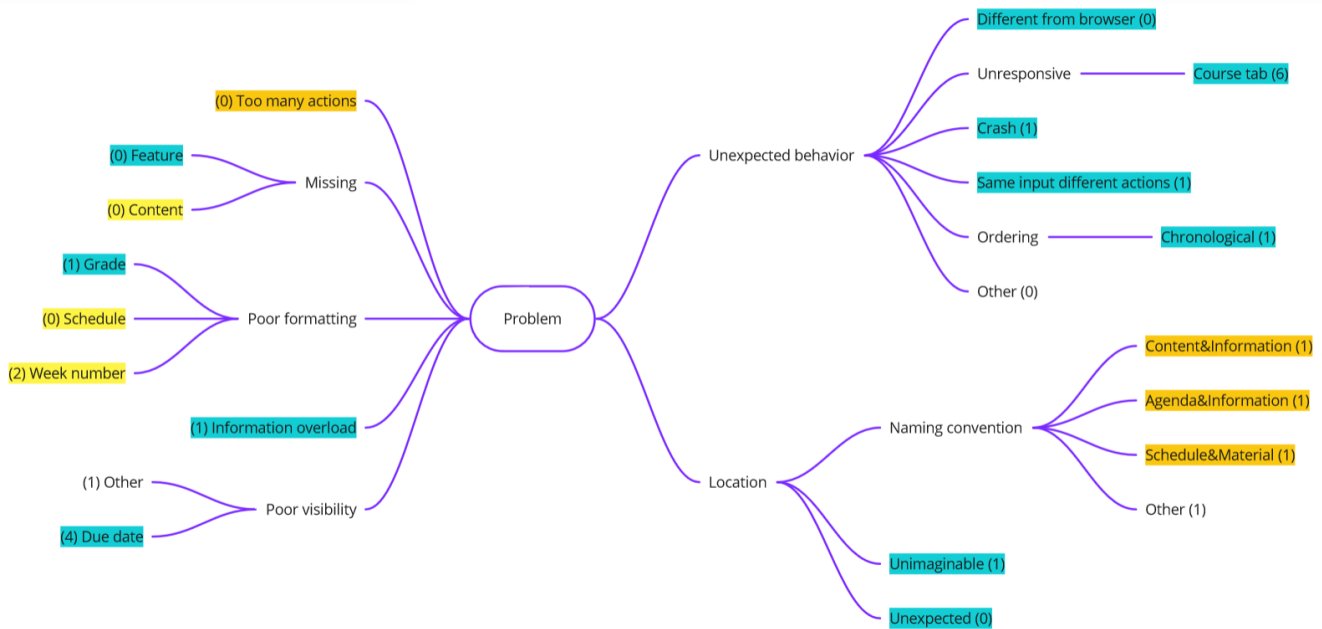 Different from browser (0)
Unresponsive
Course tab (6)
(0) Too many actions
Crash (1)
(0) Feature
Unexpected behavior
Missing
Same input different actions (1)
(0) Content
Ordering
Chronological (1)
(1) Grade
Other (0)
(0) Schedule
Poor formatting
Problem
Content&Information (1)
(2) Week number
Agenda&Information (1)
(1) Information overload
Naming convention
Schedule&Material (1)
(1) Other
Location
Other (1)
Poor visibility
(4) Due date
Unimaginable (1)
Unexpected (0)